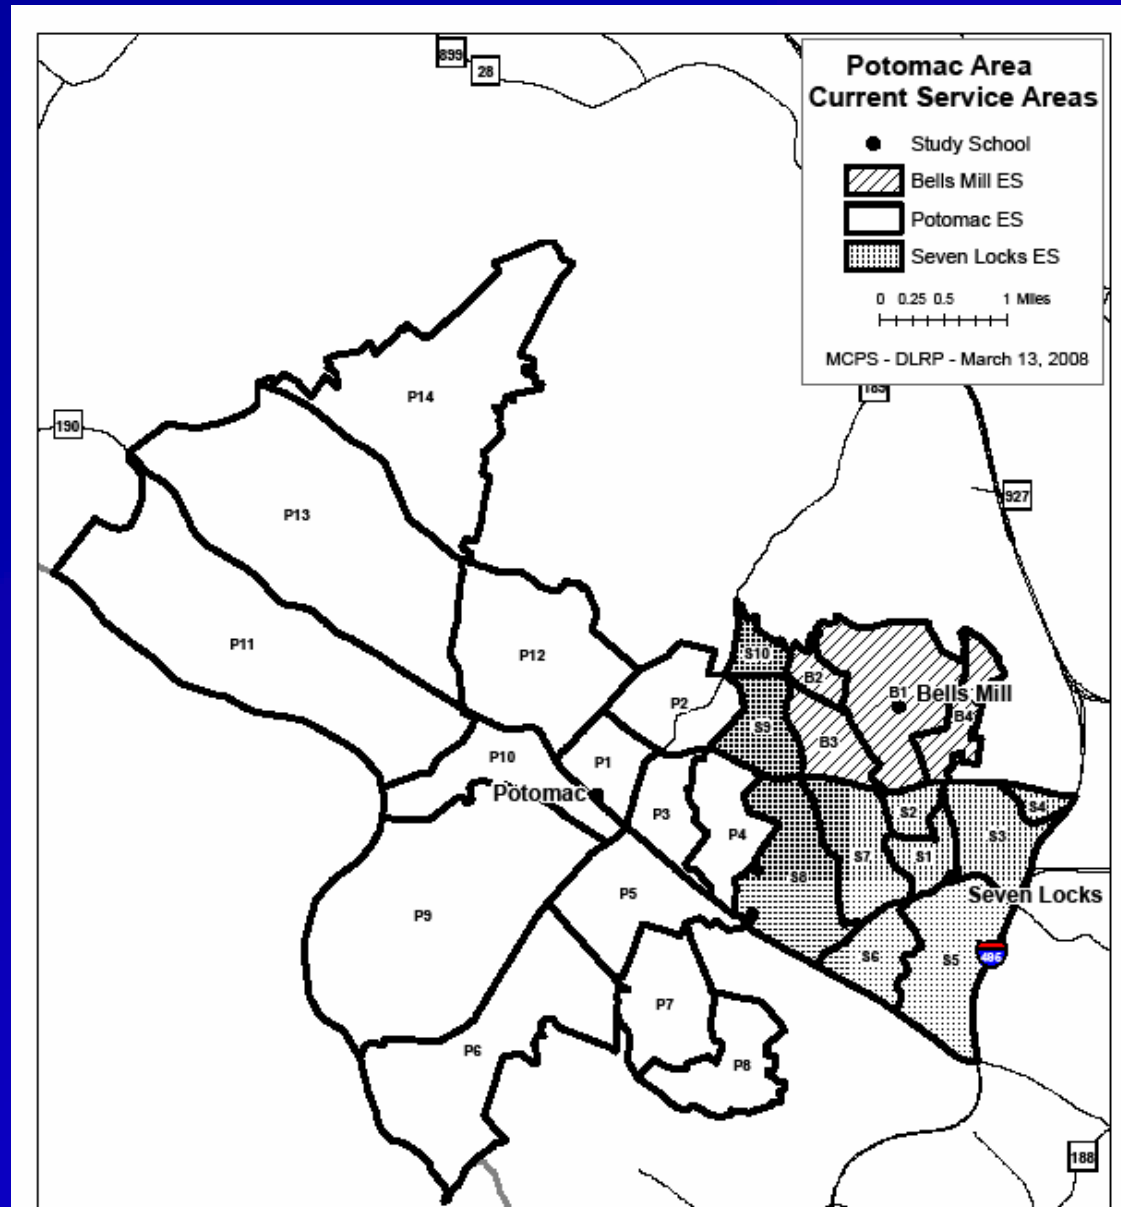 899
28
Potomac Area
Current Service Areas
Study School
Bells Mill ES
Potomac ES
Seven Locks ES
0 0.25 0.5 1 Miles
MCPS - DLRP - March 13, 2008
P14
190
927
P13
P11
P12
S10
B2
B1
Bells Mill
P2
B4
S9
B3
P10
P1
Potomac
S4
P3
S2
P4
S3
S7
S1
S8
P5
Seven Locks
P9
S6
S5
495
P7
P6
P8
188